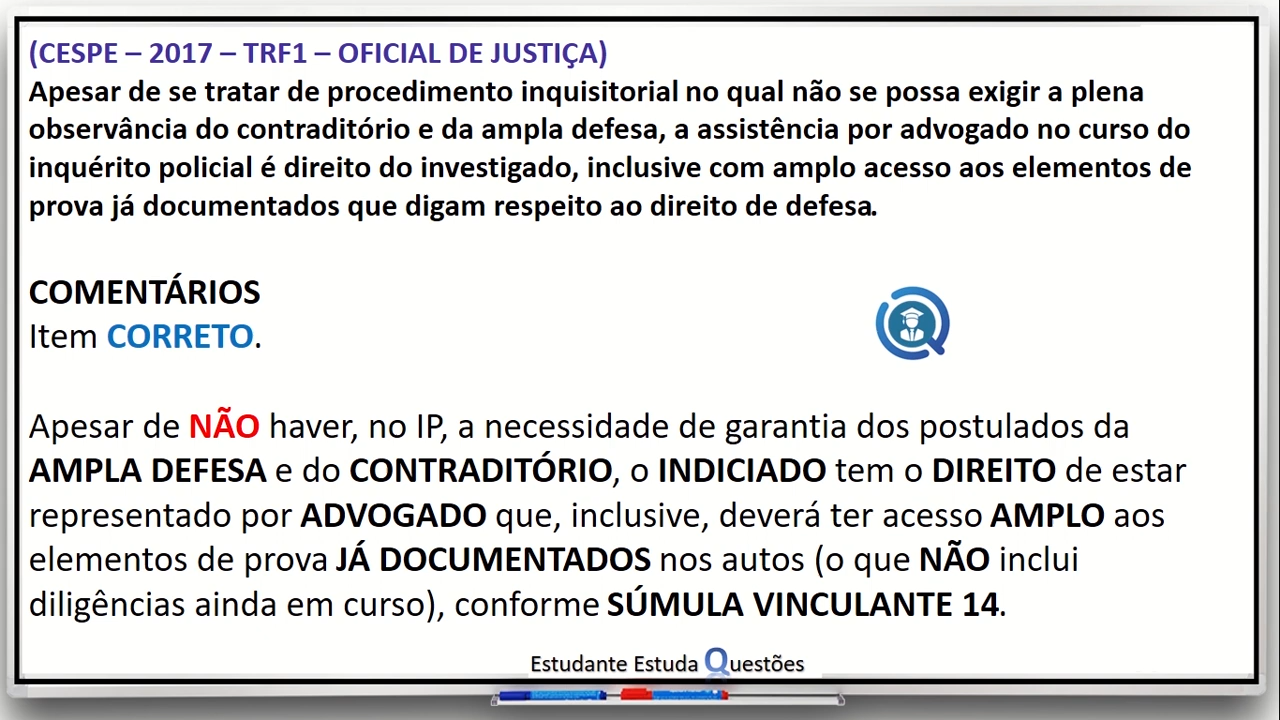 (CESPE – 2017 – TRF1 – OFICIAL DE JUSTIÇA)
Apesar de se tratar de procedimento inquisitorial no qual não se possa exigir a plena
observância do contraditório e da ampla defesa, a assistência por advogado no curso do
inquérito policial é direito do investigado, inclusive com amplo acesso aos elementos de
prova já documentados que digam respeito ao direito de defesa.
COMENTÁRIOS
Item CORRETO.
Apesar de NÃO haver, no IP, a necessidade de garantia dos postulados da
AMPLA DEFESA e do CONTRADITÓRIO, o INDICIADO tem o DIREITO de estar
representado por ADVOGADO que, inclusive, deverá ter acesso AMPLO aos
elementos de prova JÁ DOCUMENTADOS nos autos (o que NÃO inclui
diligências ainda em curso), conforme SÚMULA VINCULANTE 14.
Estudante Estuda Questões